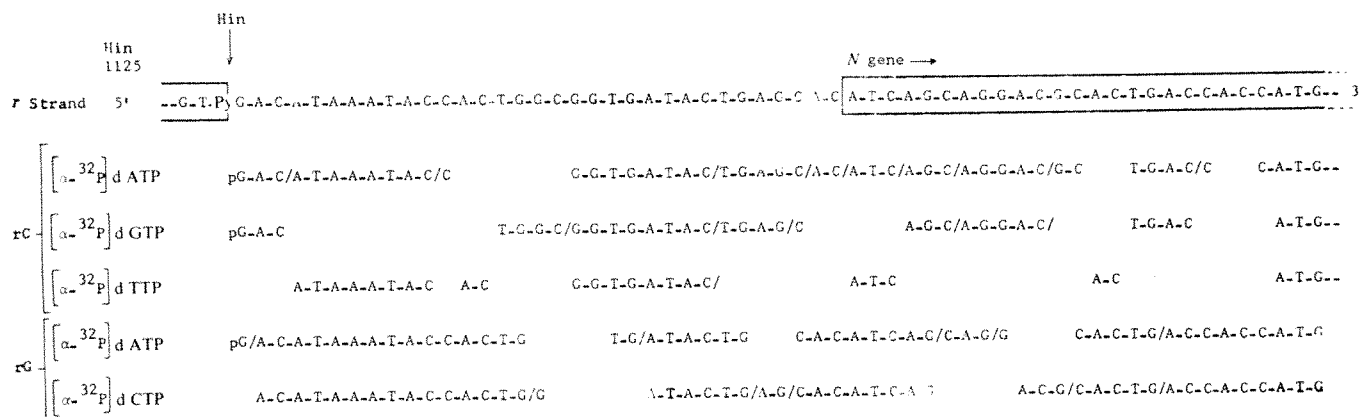 Hin
Hin
1125
N gene →
r Strand 5' --G-T-Py G-A-C-A-T-A-A-A-T-A-C-C-A-C-T-G-G-C-G-G-T-G-A-T-A-C-T-G-A-G-C-A-C A-T-C-A-G-C-A-G-G-A-C-G-C-A-C-T-G-A-C-C-A-C-C-A-T-G-- 3
rC [α-32P] d ATP pG-A-C/A-T-A-A-A-T-A-C/C G-G-T-G-A-T-A-C/T-G-A-G-C/A-C/A-T-C/A-G-C/A-G-G-A-C/G-C T-G-A-C/C C-A-T-G--
[α-32P] d GTP pG-A-C T-G-G-C/G-G-T-G-A-T-A-C/T-G-A-G/C A-G-C/A-G-G-A-C/ T-G-A-C A-T-G--
[α-32P] d TTP A-T-A-A-A-T-A-C A-C G-G-T-G-A-T-A-C/ A-T-C A-C A-T-G--
rG [α-32P] d ATP pG/A-C-A-T-A-A-A-T-A-C-C-A-C-T-G T-G/A-T-A-C-T-G C-A-C-A-T-C-A-G/C-A-G/G C-A-C-T-G/A-C-C-A-C-C-A-T-G
[α-32P] d CTP A-C-A-T-A-A-A-T-A-C-C-A-C-T-G/G A-T-A-C-T-G/A-G/C-A-C-A-T-C-A-G A-C-G/C-A-C-T-G/A-C-C-A-C-C-A-T-G